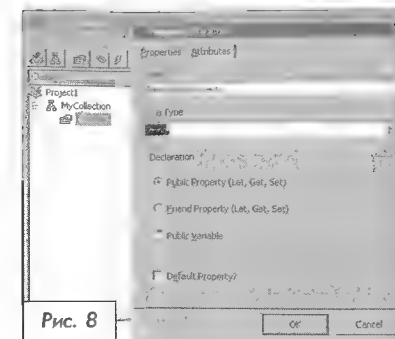 Properties Attributes
Project1
MyCollection
Type
Declaration
Public Property (Let, Get, Set)
Friend Property (Let, Get, Set)
Public Variable
Default Property?
OK Cancel
Рис. 8